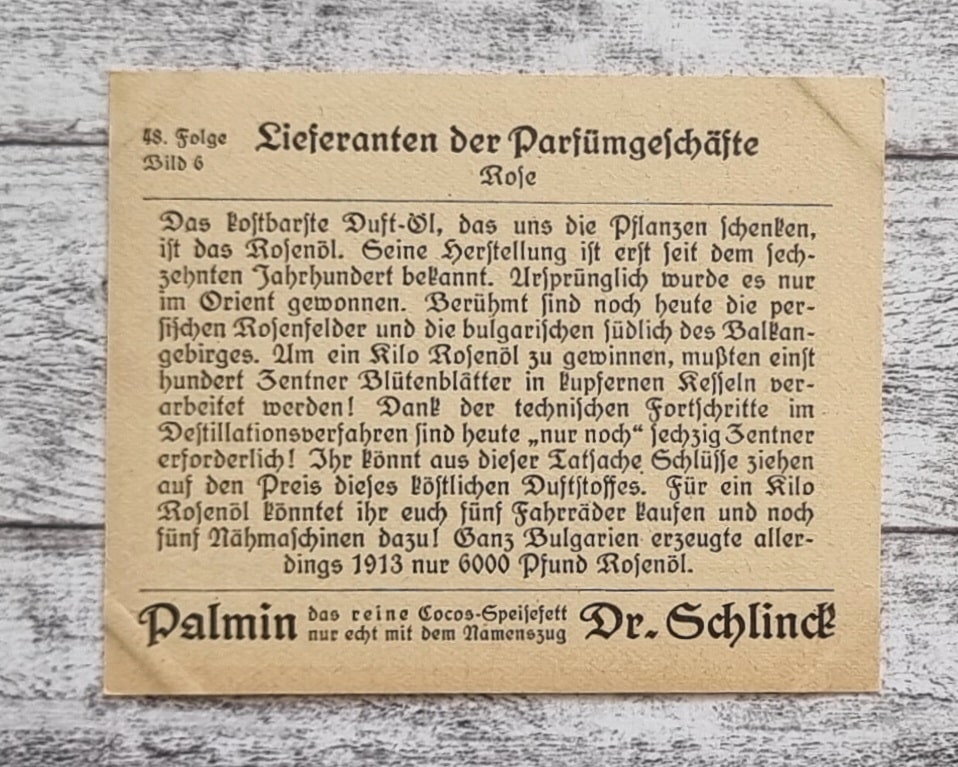 48. Folge
Bild 6
Lieferanten der Parfümgeschäfte
Rose
Das kostbarste Duft-Öl, das uns die Pflanzen schenken,
ist das Rosenöl. Seine Herstellung ist erst seit dem sech-
zehnten Jahrhundert bekannt. Ursprünglich wurde es nur
im Orient gewonnen. Berühmt sind noch heute die per-
sischen Rosenfelder und die bulgarischen südlich des Balkan-
gebirges. Um ein Kilo Rosenöl zu gewinnen, mußten einst
hundert Zentner Blütenblätter in kupfernen Kesseln ver-
arbeitet werden! Dank der technischen Fortschritte im
Destillationsverfahren sind heute „nur noch“ sechzig Zentner
erforderlich! Ihr könnt aus dieser Tatsache Schlüsse ziehen
auf den Preis dieses köstlichen Duftstoffes. Für ein Kilo
Rosenöl könntet ihr euch fünf Fahrräder kaufen und noch
fünf Nähmaschinen dazu! Ganz Bulgarien erzeugte aller-
dings 1913 nur 6000 Pfund Rosenöl.
Palmin das reine Cocos-Speisefett
nur echt mit dem Namenszug Dr. Schlinck